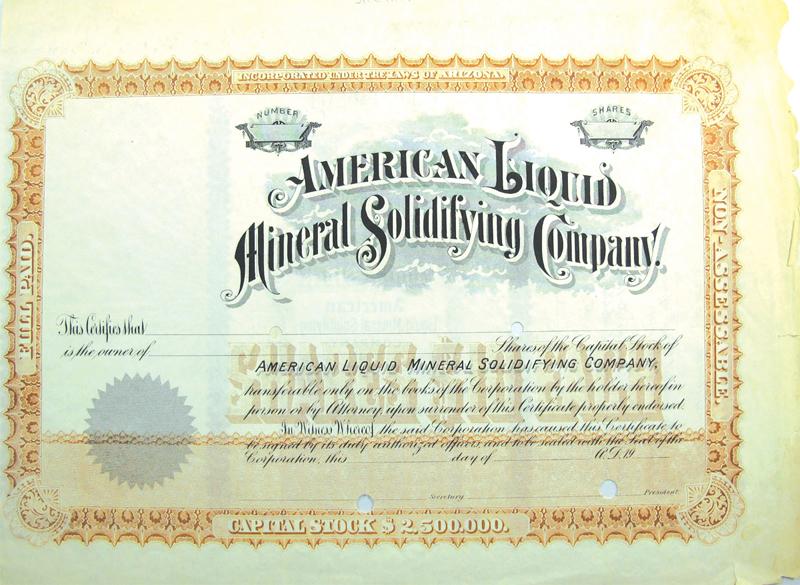 INCORPORATED UNDER THE LAWS OF ARIZONA.
NUMBER
SHARES
AMERICAN LIQUID
Mineral Solidifying Company.
FULL PAID.
NON-ASSESSABLE.
This Certifies that
is the owner of Shares of the Capital Stock of
AMERICAN LIQUID MINERAL SOLIDIFYING COMPANY,
transferable only on the books of the Corporation by the holder hereof in
person or by Attorney, upon surrender of this Certificate properly endorsed.
In Witness Whereof the said Corporation has caused this Certificate to
be signed by its duly authorized officers and to be sealed with the Seal of the
Corporation, this day of A.D. 19
Secretary President
CAPITAL STOCK $2,500,000.